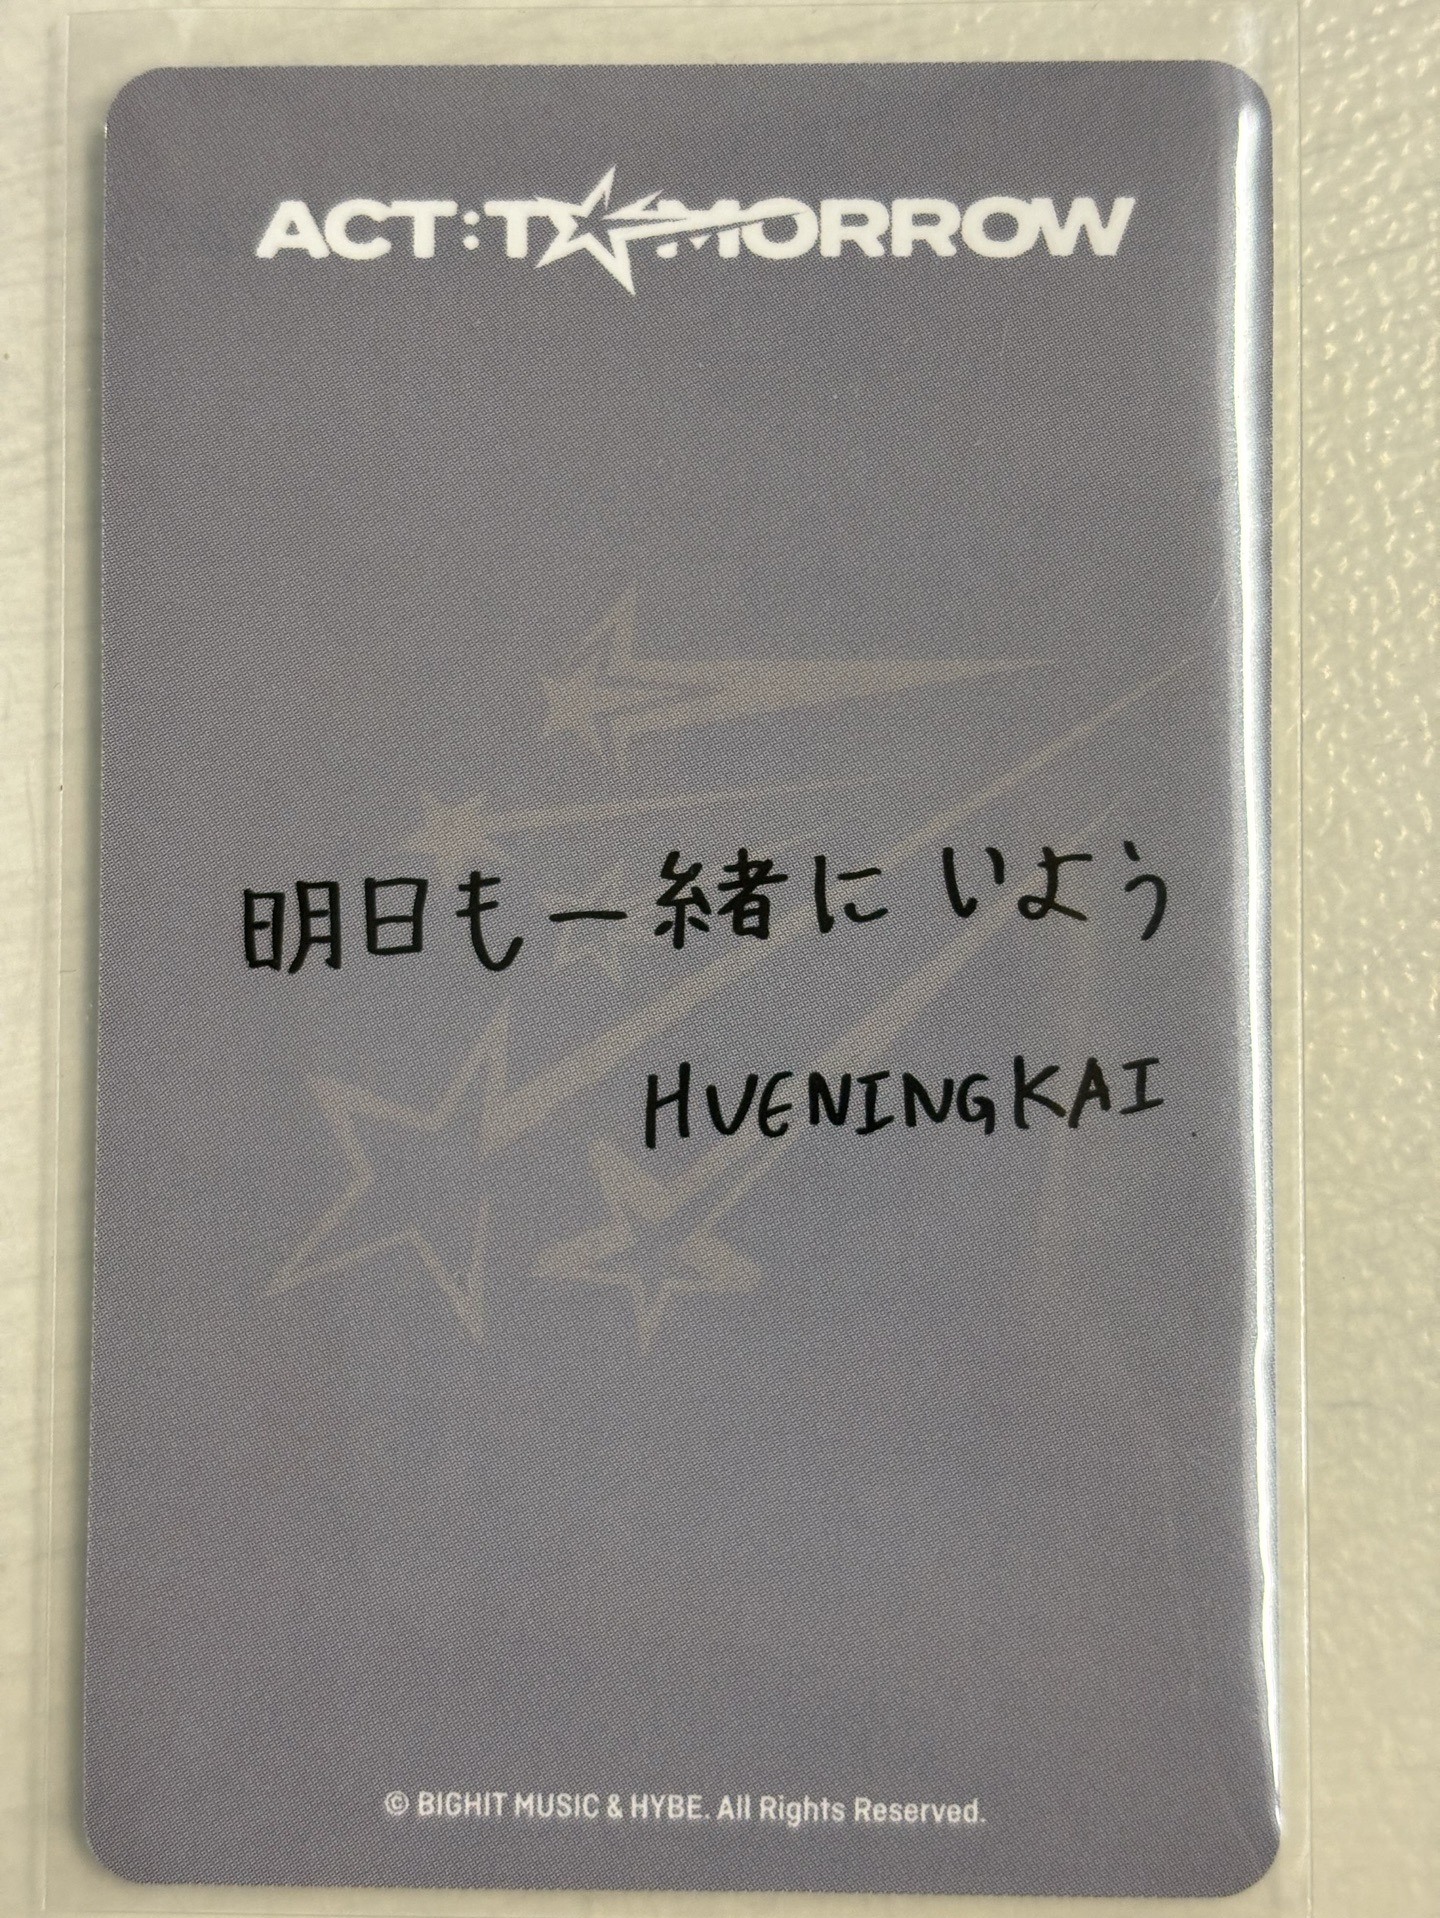 ACT:TOMORROW
明日も一緒に いよう
HUENINGKAI
© BIGHIT MUSIC & HYBE. All Rights Reserved.